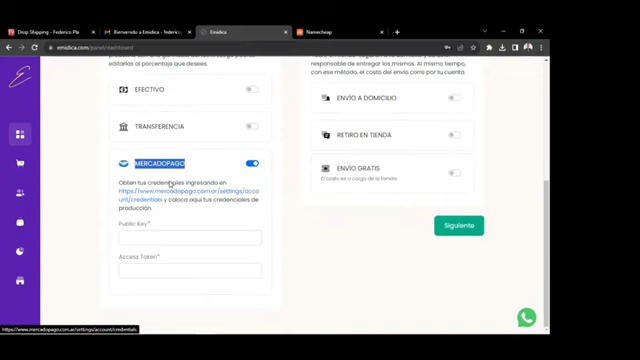 Drop Shipping - Federico.Pla
Bienvenido a Emidica - federico
Emidica
Namecheap
emidica.com/panel/dashboard/
editarlas al porcentaje que desees.
EFECTIVO
TRANSFERENCIA
MERCADOPAGO
Obten tus credenciales ingresando en
https://www.mercadopago.com.ar/settings/acco
unt/credentials y coloca aqui tus credenciales de
producción.
Public Key*
Access Token*
responsable de entregar los mismos. Al mismo tiempo,
con ese método, el costo del envío corre por tu cuenta.
ENVÍO A DOMICILIO
RETIRO EN TIENDA
ENVÍO GRATIS
El costo es a cargo de la tienda
Siguiente
https://www.mercadopago.com.ar/settings/account/credentials